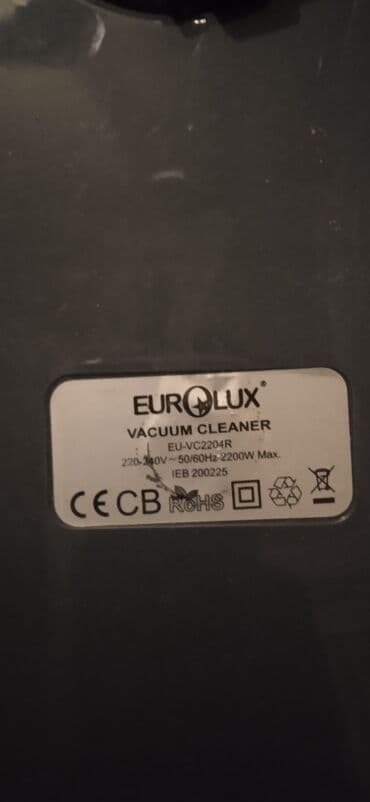 EUROLUX®
VACUUM CLEANER
EU-VC2204R
220-240V~50/60Hz 2200W Max.
IEB 200225
CE CB RoHS